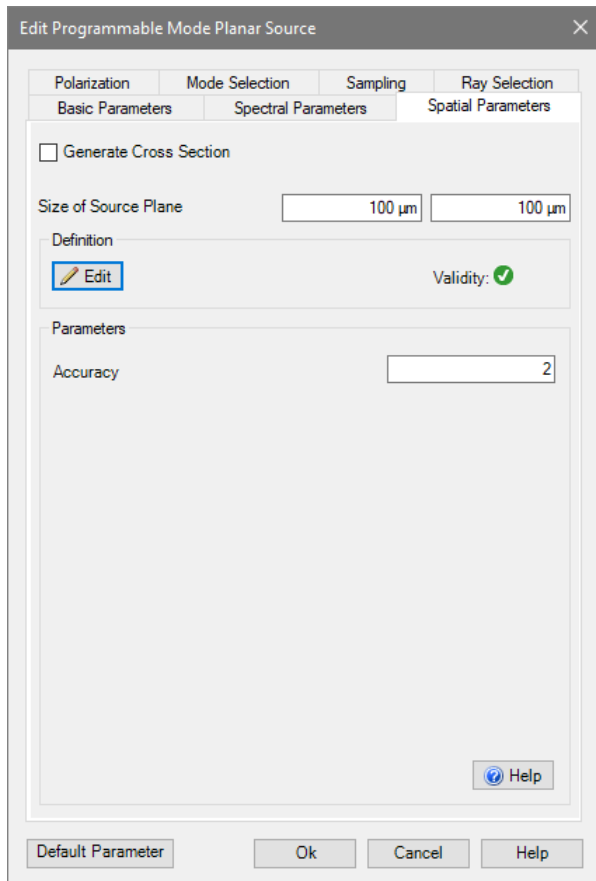 Edit Programmable Mode Planar Source
Polarization Mode Selection Sampling Ray Selection
Basic Parameters Spectral Parameters Spatial Parameters
Generate Cross Section
Size of Source Plane 100 µm 100 µm
Definition
Edit Validity:
Parameters
Accuracy 2
Help
Default Parameter Ok Cancel Help